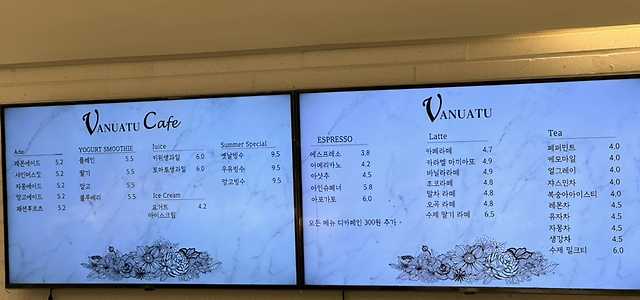 VANUATU Cafe
Ade
레몬에이드 5.2
샤인머스캣 5.2
자몽에이드 5.2
망고에이드 5.2
패션후르츠 5.2
YOGURT SMOOTHIE
플레인 5.5
딸기 5.5
망고 5.5
블루베리 5.5
Juice
키위생과일 6.0
토마토생과일 6.0
Ice Cream
요거트 4.2
아이스크림
Summer Special
옛날빙수 9.5
우유빙수 9.5
망고빙수 9.5
VANUATU
ESPRESSO
에스프레소 3.8
아메리카노 4.2
아샷추 4.5
아인슈페너 5.8
아포가토 6.0
모든 메뉴 디카페인 300원 추가
Latte
카페라떼 4.7
카라멜 마끼아또 4.9
바닐라라떼 4.9
초코라떼 4.8
말차 라떼 4.8
오곡 라떼 4.8
수제 딸기 라떼 6.5
Tea
페퍼민트 4.0
캐모마일 4.0
얼그레이 4.0
쟈스민차 4.0
복숭아아이스티 4.0
레몬차 4.5
유자차 4.5
자몽차 4.5
생강차 4.5
수제 밀크티 6.0